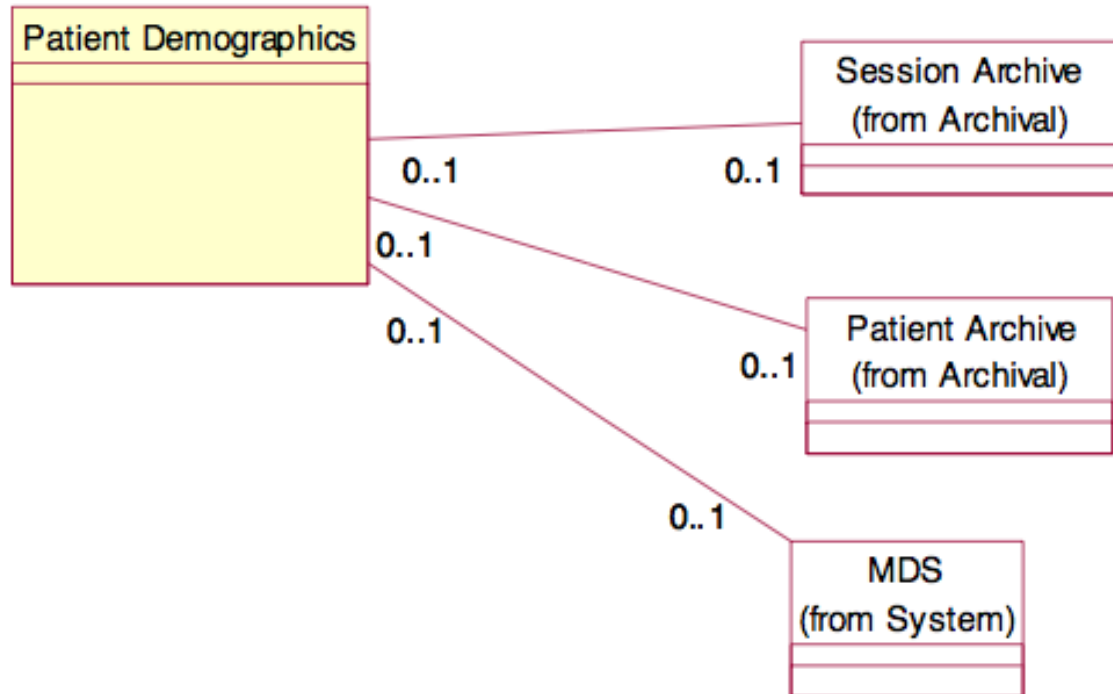 Patient Demographics
Session Archive
(from Archival)
0..1
0..1
0..1
Patient Archive
(from Archival)
0..1
0..1
0..1
MDS
(from System)